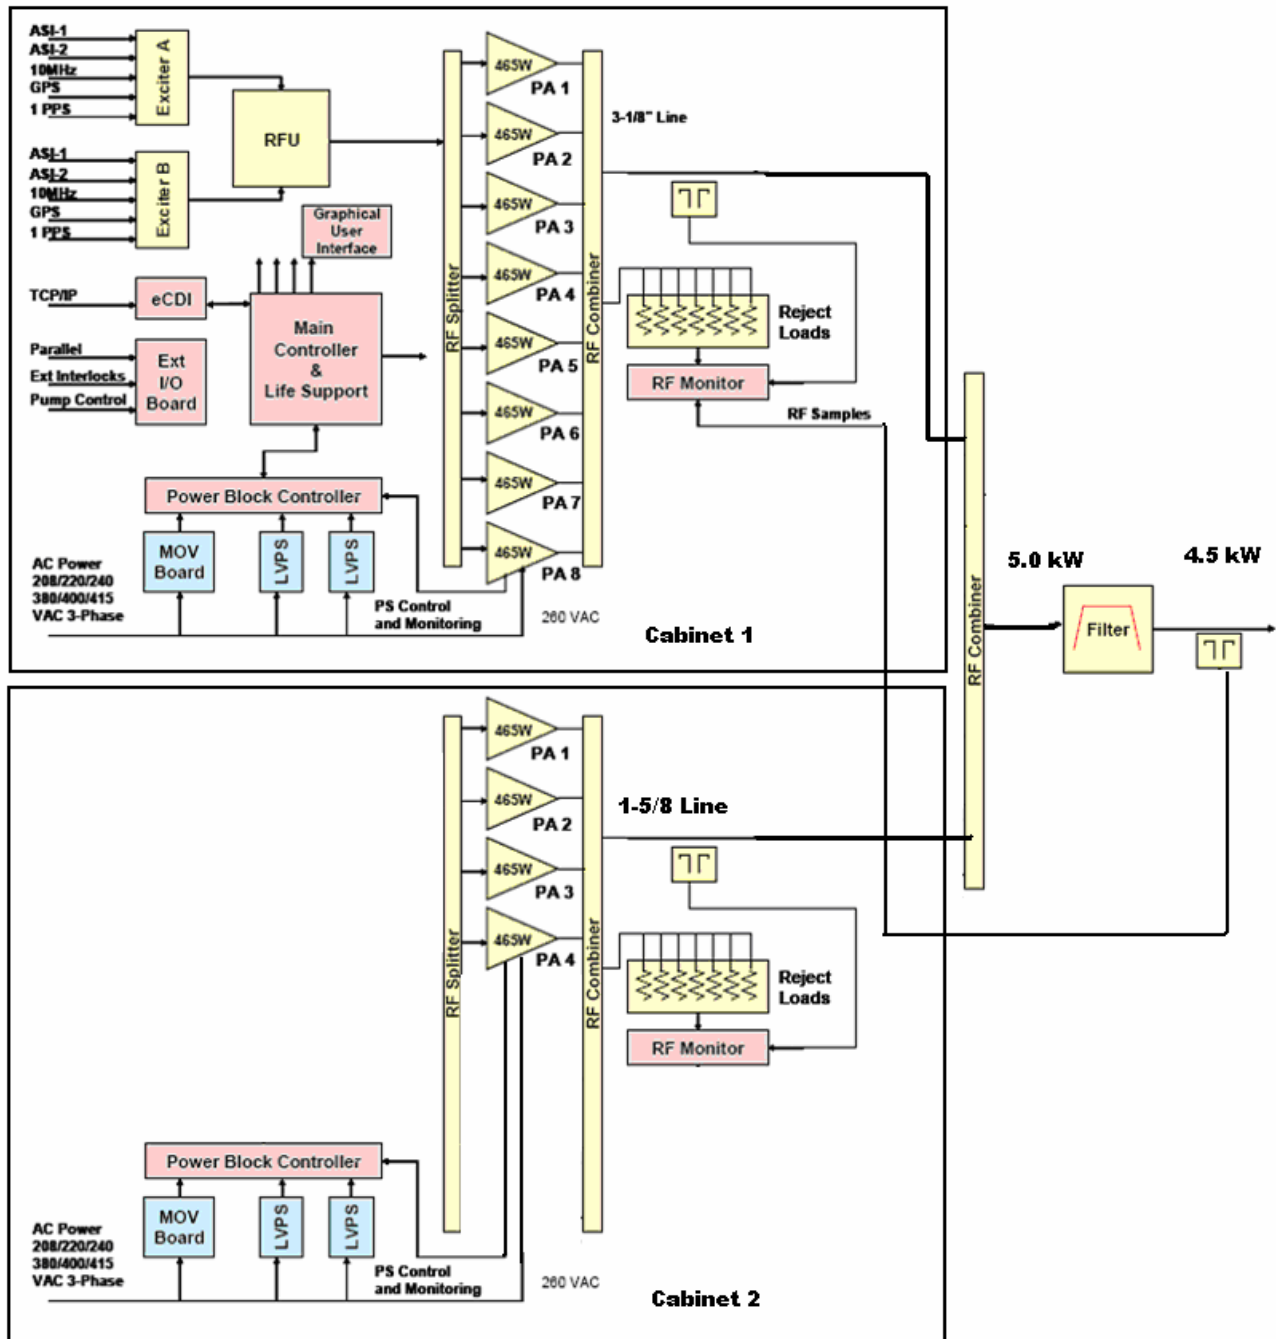 ASI-1
ASI-2
10MHz
GPS
1 PPS
Exciter A
ASI-1
ASI-2
10MHz
GPS
1 PPS
Exciter B
RFU
Graphical
User
Interface
TCP/IP
eCDI
Main
Controller
&
Life Support
Parallel
Ext Interlocks
Pump Control
Ext
I/O
Board
Power Block Controller
MOV
Board
LVPS
LVPS
AC Power
208/220/240
380/400/415
VAC 3-Phase
PS Control
and Monitoring
260 VAC
RF Splitter
465W
PA 1
465W
PA 2
465W
PA 3
465W
PA 4
465W
PA 5
465W
PA 6
465W
PA 7
465W
PA 8
RF Combiner
3-1/8" Line
Reject
Loads
RF Monitor
RF Samples
Cabinet 1
RF Combiner
5.0 kW
Filter
4.5 kW
RF Splitter
465W
PA 1
465W
PA 2
465W
PA 3
465W
PA 4
RF Combiner
1-5/8 Line
Reject
Loads
RF Monitor
Power Block Controller
MOV
Board
LVPS
LVPS
AC Power
208/220/240
380/400/415
VAC 3-Phase
PS Control
and Monitoring
260 VAC
Cabinet 2